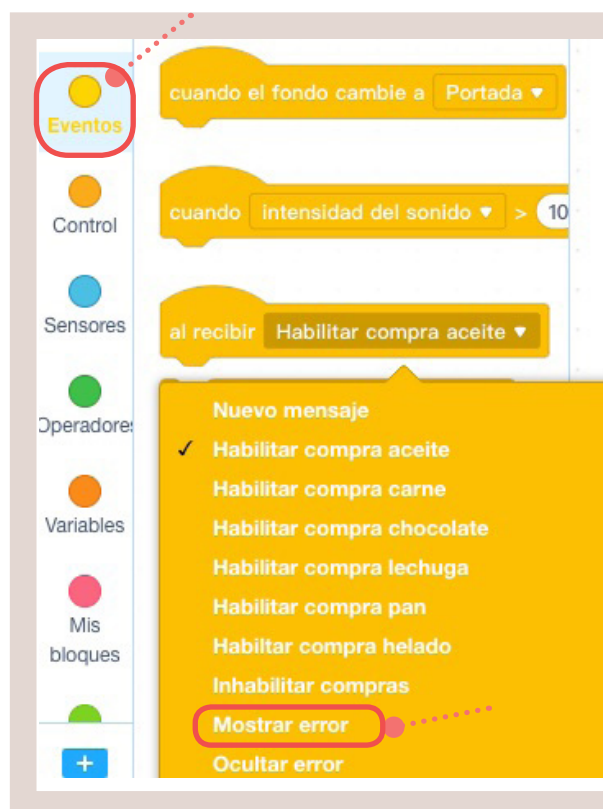 Eventos
Control
Sensores
Operadores
Variables
Mis
bloques
+
cuando el fondo cambie a Portada ▼
cuando intensidad del sonido ▼ > 10
al recibir Habilitar compra aceite ▼
Nuevo mensaje
✓ Habilitar compra aceite
Habilitar compra carne
Habilitar compra chocolate
Habilitar compra lechuga
Habilitar compra pan
Habiltar compra helado
Inhabilitar compras
Mostrar error
Ocultar error